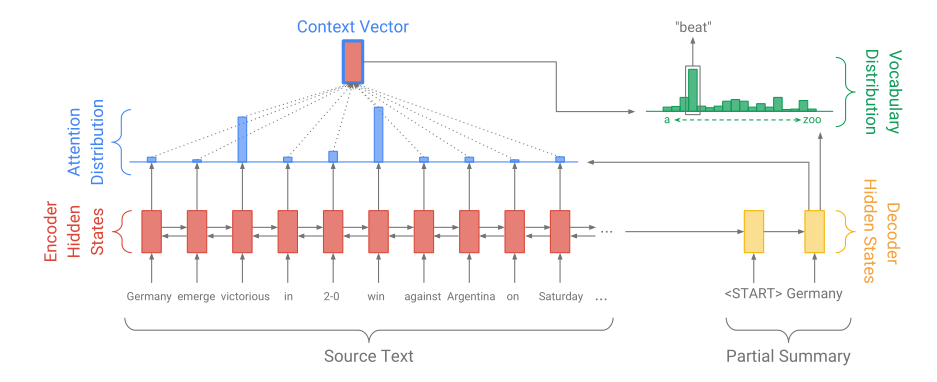 Context Vector
"beat"
a
zoo
Vocabulary
Distribution
Attention
Distribution
Encoder
Hidden
States
...
Decoder
Hidden States
Germany emerge victorious in 2-0 win against Argentina on Saturday ...
<START> Germany
Source Text
Partial Summary